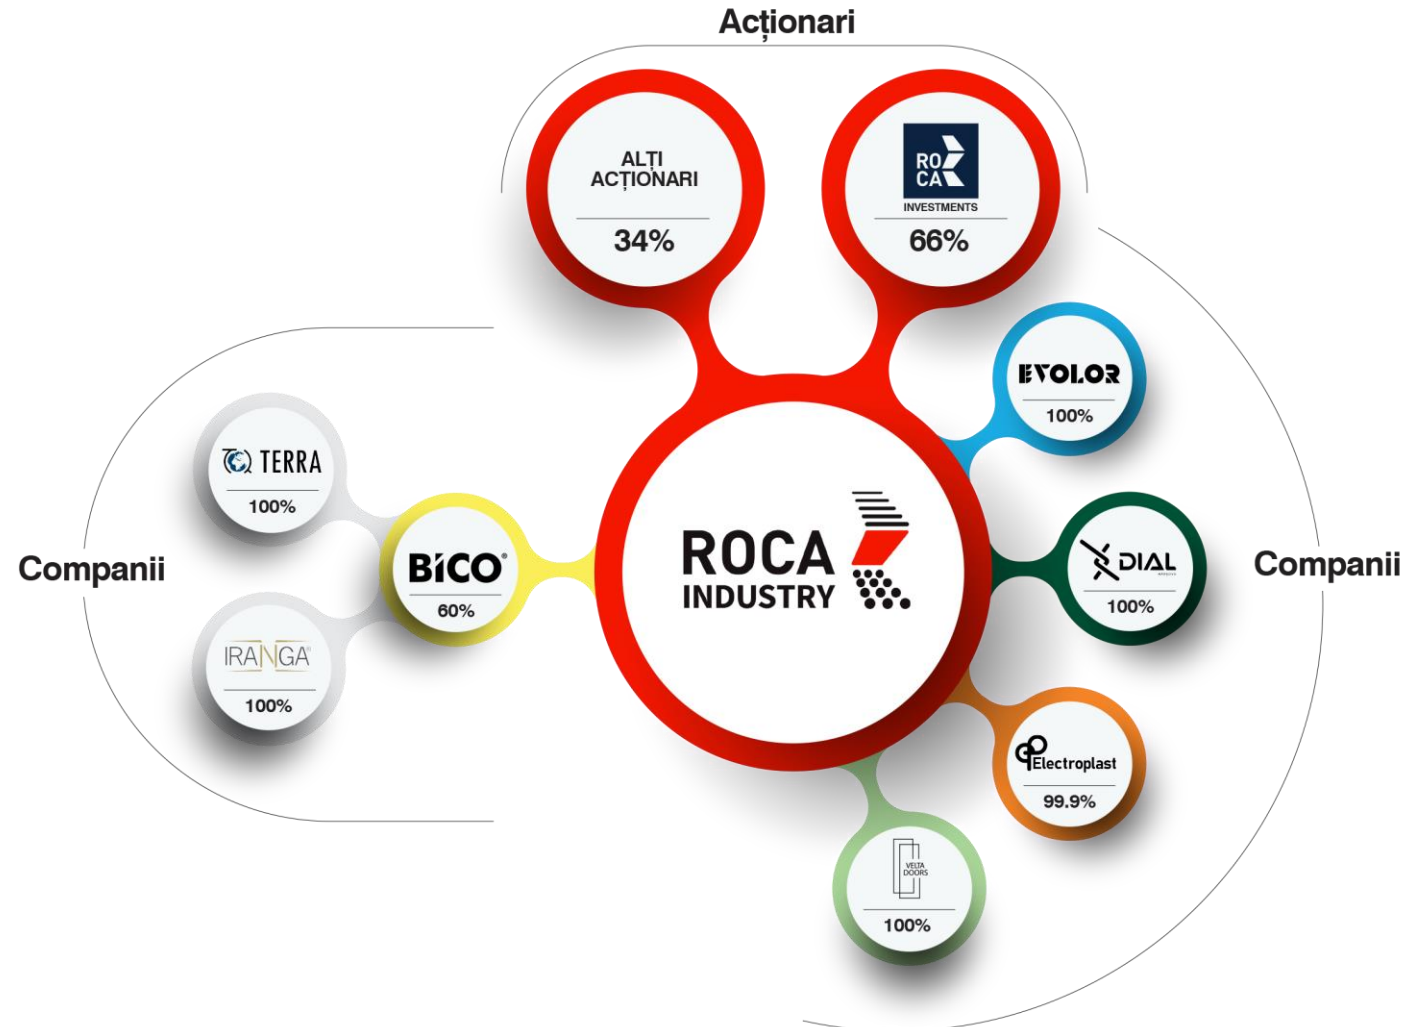 Acționari
ALȚI
ACȚIONARI
34%
RO
CA
INVESTMENTS
66%
EVOLOR
100%
TERRA
100%
BiCO®
60%
ROCA
INDUSTRY
DIAL
100%
Companii
Companii
IRANGA®
100%
Electroplast
99.9%
VELTA
DOORS
100%